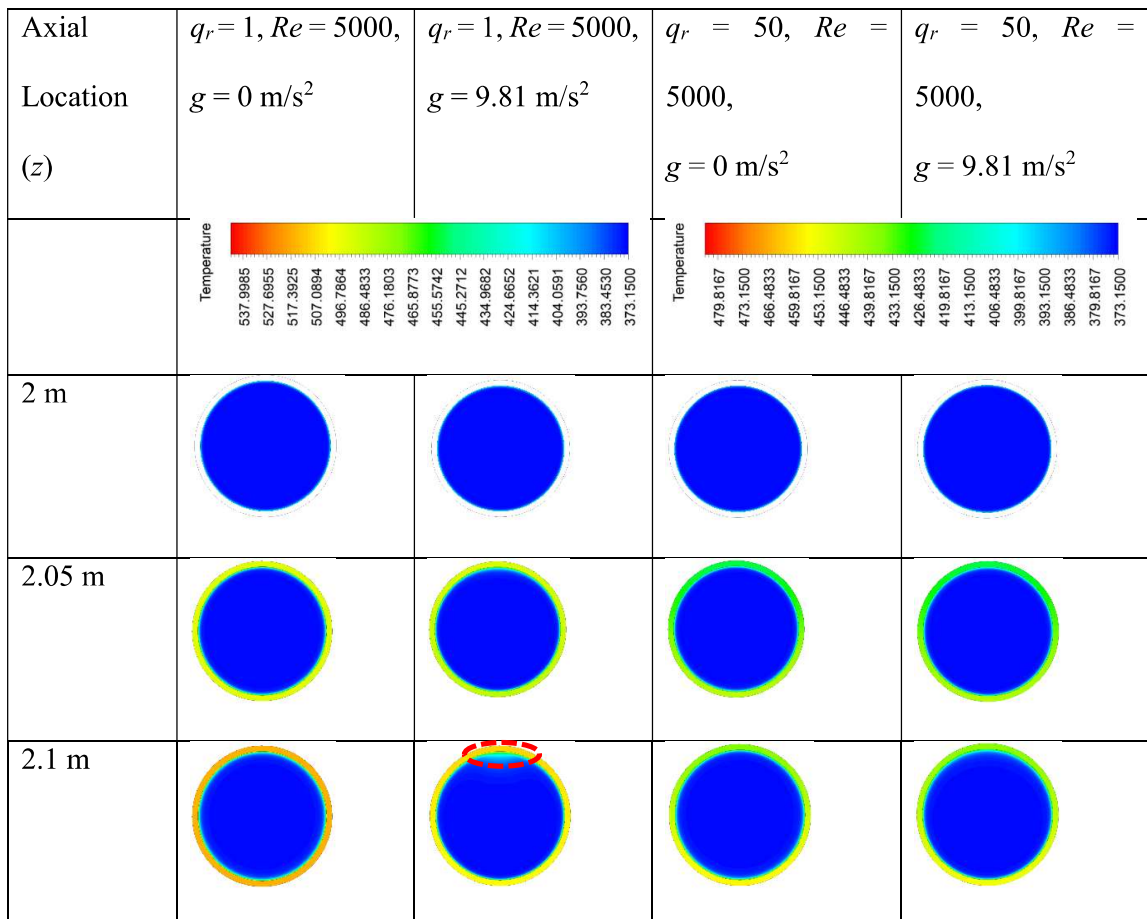 Axial
Location
(z)
qr = 1, Re = 5000,
g = 0 m/s²
qr = 1, Re = 5000,
g = 9.81 m/s²
qr = 50, Re =
5000,
g = 0 m/s²
qr = 50, Re =
5000,
g = 9.81 m/s²
Temperature
537.9985
527.6955
517.3925
507.0894
496.7864
486.4833
476.1803
465.8773
455.5742
445.2712
434.9682
424.6652
414.3621
404.0591
393.7560
383.4530
373.1500
Temperature
479.8167
473.1500
466.4833
459.8167
453.1500
446.4833
439.8167
433.1500
426.4833
419.8167
413.1500
406.4833
399.8167
393.1500
386.4833
379.8167
373.1500
2 m
2.05 m
2.1 m